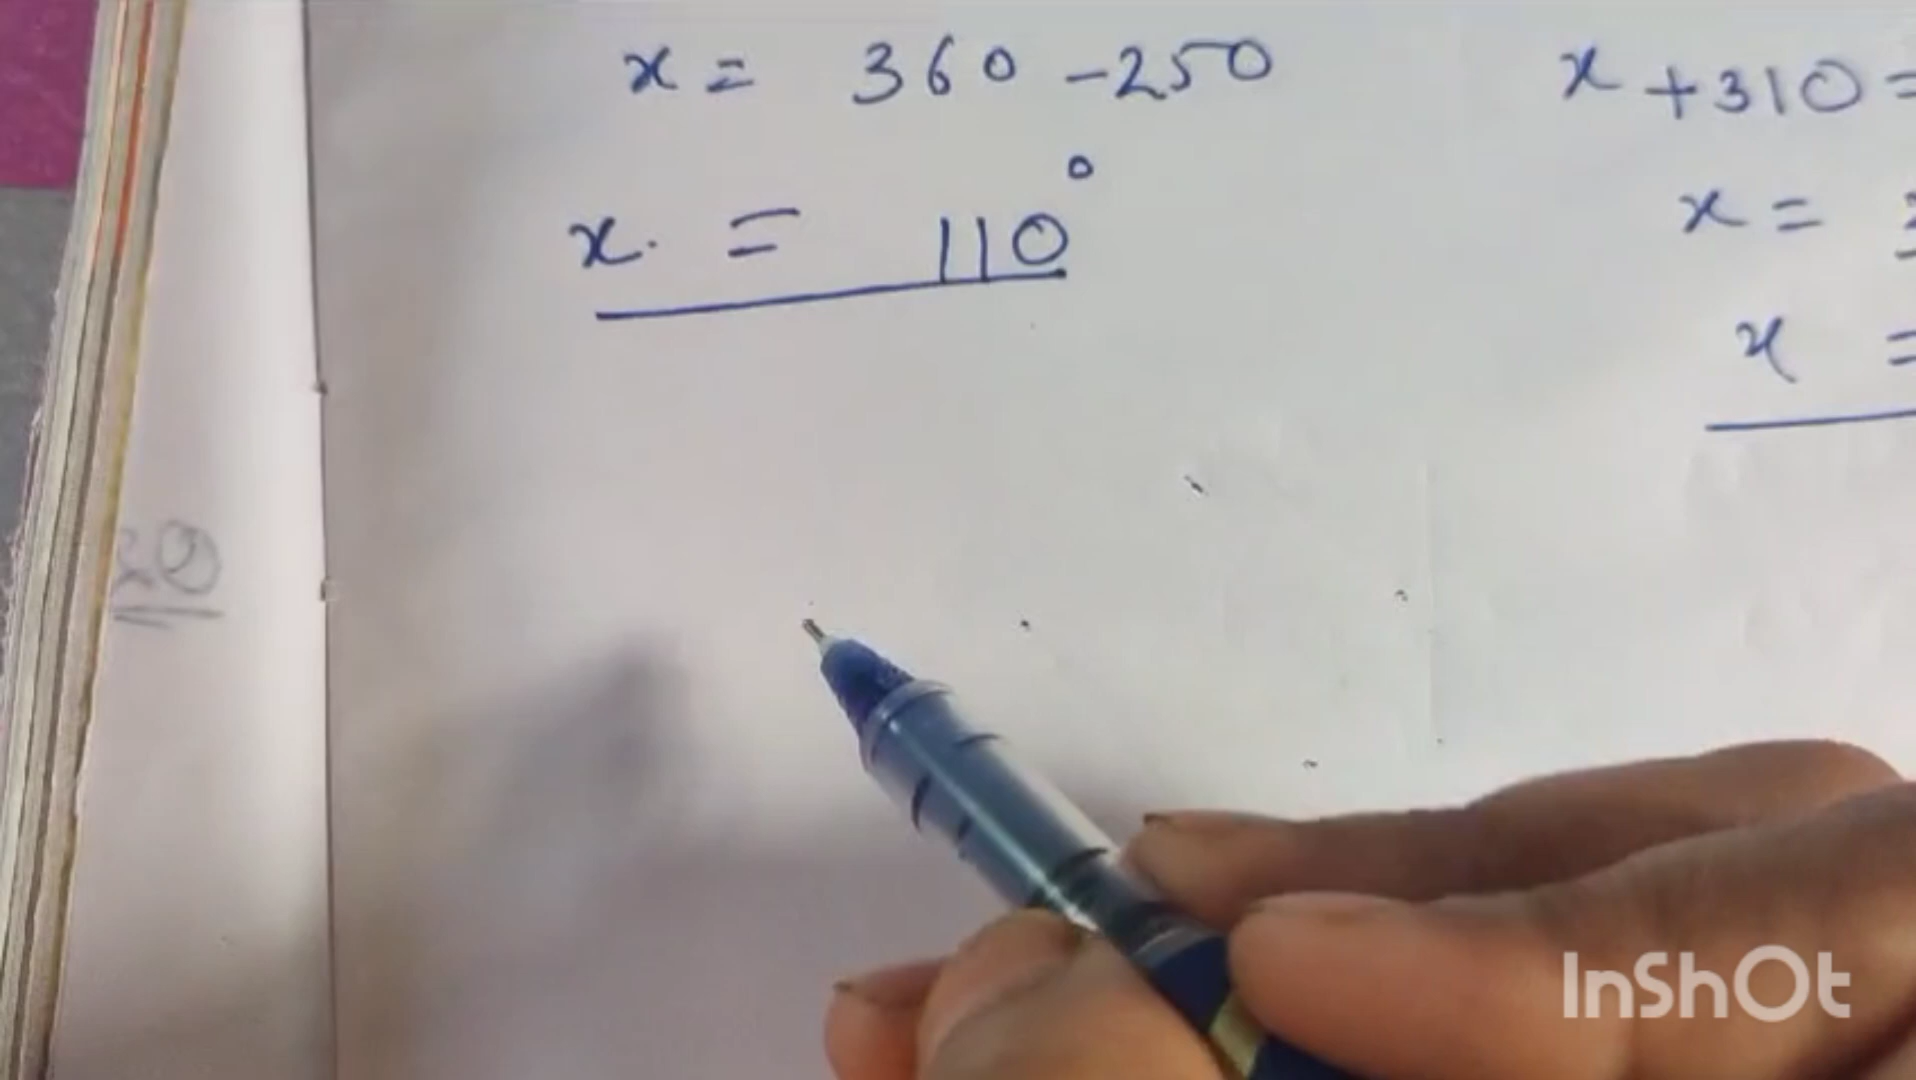 x = 360 - 250
x = 110°
x + 310 =
x =
x =
InShOt